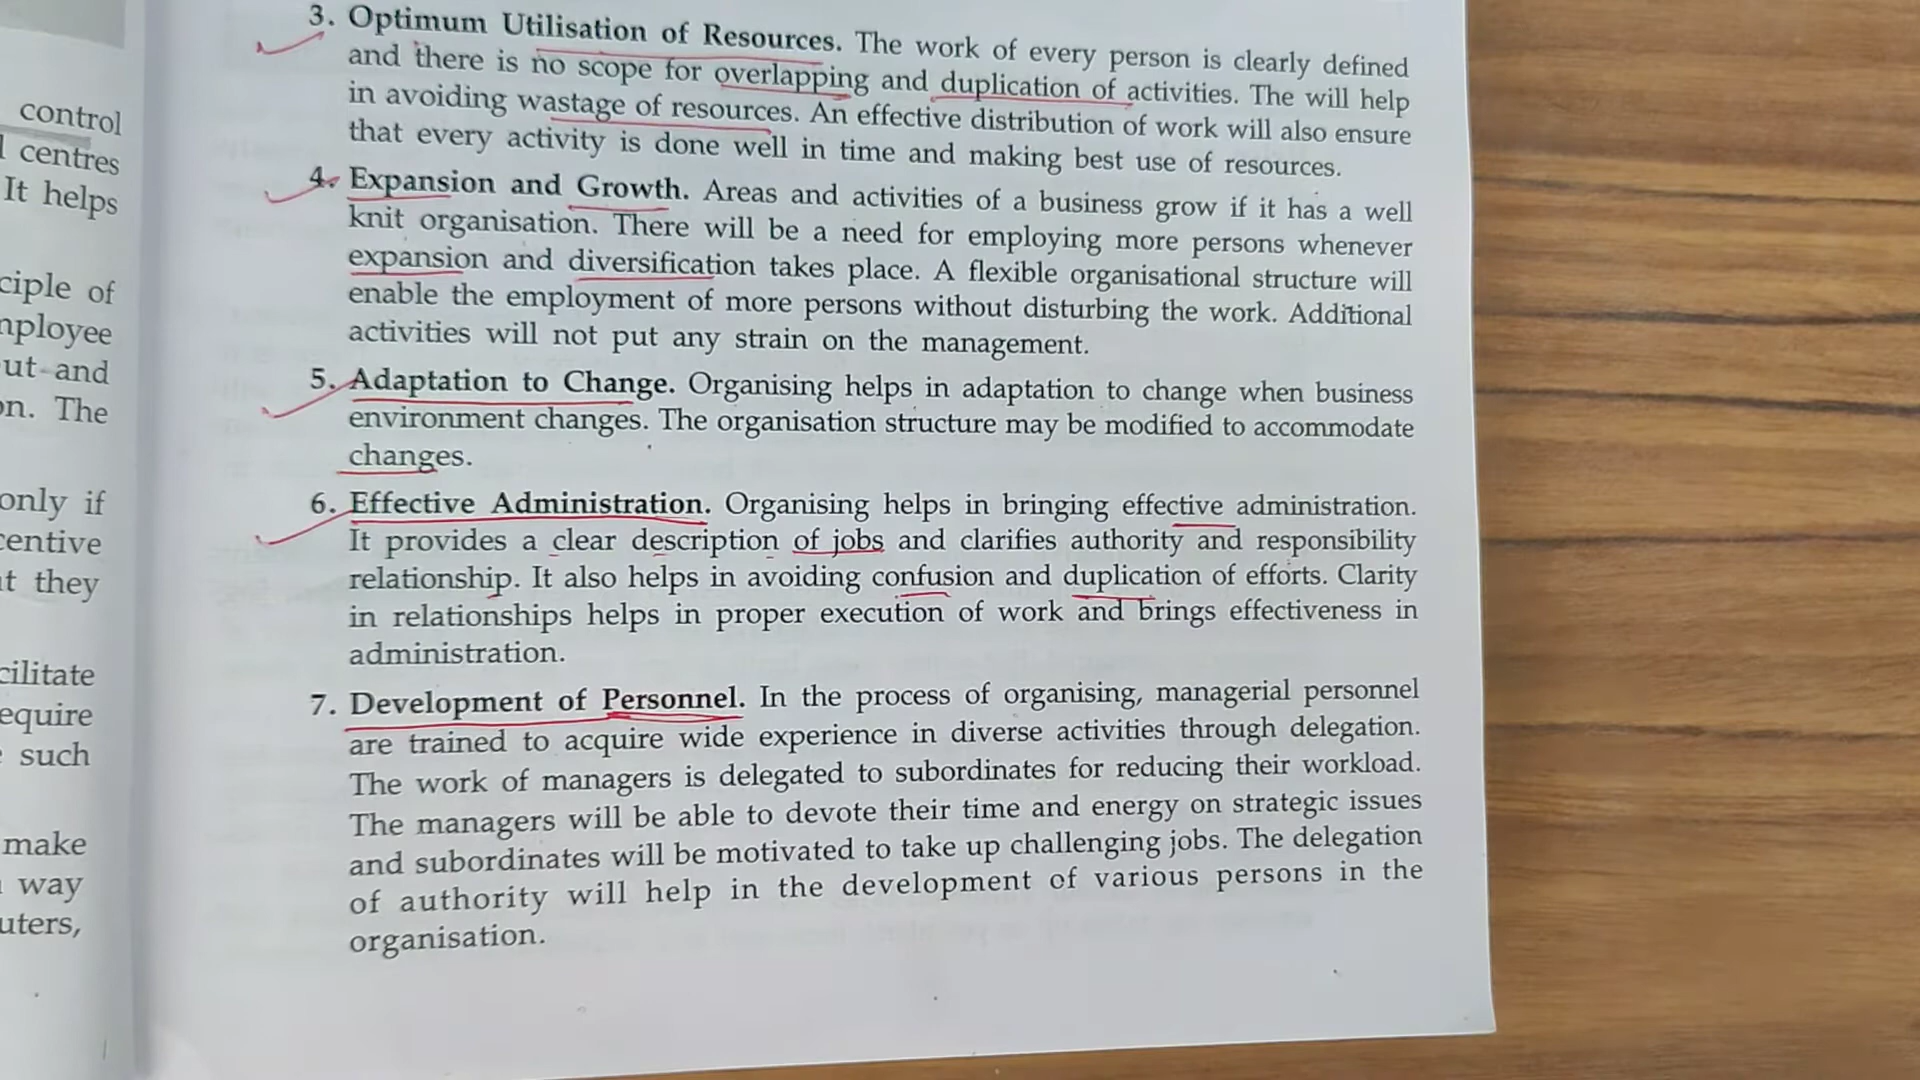 control
centres
It helps
ciple of
mployee
ut and
on. The
only if
centive
at they
cilitate
equire
such
make
way
uters,
3. Optimum Utilisation of Resources. The work of every person is clearly defined
and there is no scope for overlapping and duplication of activities. The will help
in avoiding wastage of resources. An effective distribution of work will also ensure
that every activity is done well in time and making best use of resources.
4. Expansion and Growth. Areas and activities of a business grow if it has a well
knit organisation. There will be a need for employing more persons whenever
expansion and diversification takes place. A flexible organisational structure will
enable the employment of more persons without disturbing the work. Additional
activities will not put any strain on the management.
5. Adaptation to Change. Organising helps in adaptation to change when business
environment changes. The organisation structure may be modified to accommodate
changes.
6. Effective Administration. Organising helps in bringing effective administration.
It provides a clear description of jobs and clarifies authority and responsibility
relationship. It also helps in avoiding confusion and duplication of efforts. Clarity
in relationships helps in proper execution of work and brings effectiveness in
administration.
7. Development of Personnel. In the process of organising, managerial personnel
are trained to acquire wide experience in diverse activities through delegation.
The work of managers is delegated to subordinates for reducing their workload.
The managers will be able to devote their time and energy on strategic issues
and subordinates will be motivated to take up challenging jobs. The delegation
of authority will help in the development of various persons in the
organisation.